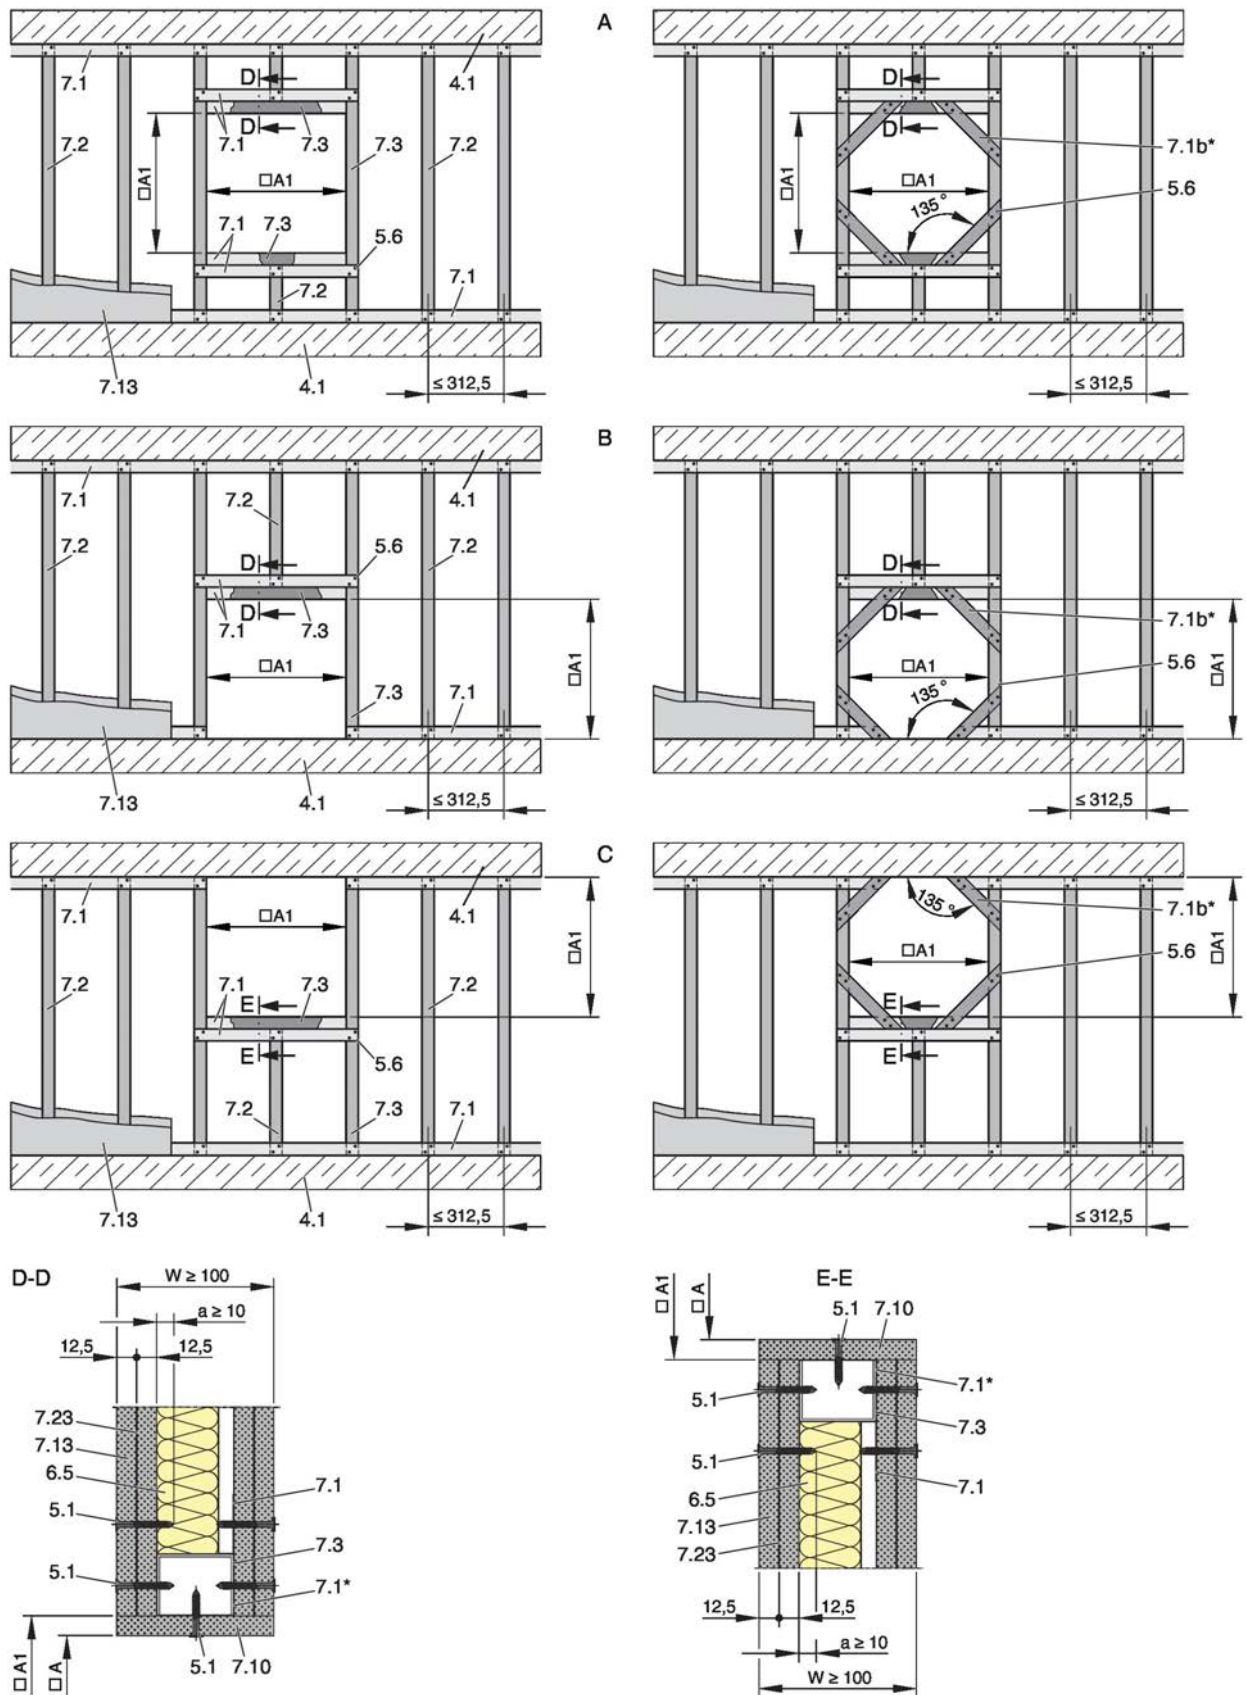 A
7.1
D
4.1
D
7.2
7.1
7.3
7.3
7.2
□A1
□A1
7.1
7.3
5.6
7.2
7.1
7.13
4.1
≤ 312,5
D
D
7.1b*
□A1
□A1
5.6
135°
≤ 312,5
B
7.1
7.2
4.1
7.2
D
5.6
7.2
D
7.1
7.3
□A1
□A1
7.3
7.1
7.13
4.1
≤ 312,5
D
D
7.1b*
□A1
5.6
□A1
135°
≤ 312,5
C
7.1
□A1
4.1
□A1
7.2
7.1
E
7.3
7.2
E
5.6
7.2
7.3
7.1
7.13
4.1
≤ 312,5
135°
7.1b*
□A1
5.6
□A1
E
E
≤ 312,5
D-D
W ≥ 100
a ≥ 10
12,5
12,5
7.23
7.13
6.5
7.1
5.1
7.3
5.1
7.1*
5.1
7.10
□ A1
□ A
E-E
□ A1
□ A
5.1
7.10
7.1*
5.1
7.3
5.1
7.1
6.5
7.13
7.23
12,5
12,5
a ≥ 10
W ≥ 100